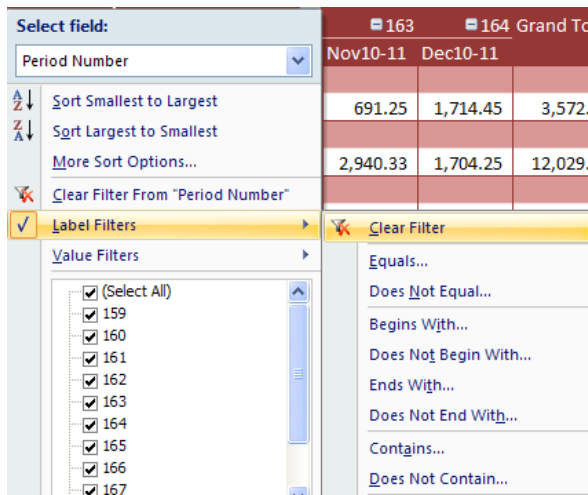 Select field:
Period Number
Sort Smallest to Largest
Sort Largest to Smallest
More Sort Options...
Clear Filter From "Period Number"
Label Filters
Value Filters
(Select All)
159
160
161
162
163
164
165
166
167
163 164 Grand To
Nov10-11 Dec10-11
691.25 1,714.45 3,572.
2,940.33 1,704.25 12,029.
Clear Filter
Equals...
Does Not Equal...
Begins With...
Does Not Begin With...
Ends With...
Does Not End With...
Contains...
Does Not Contain...